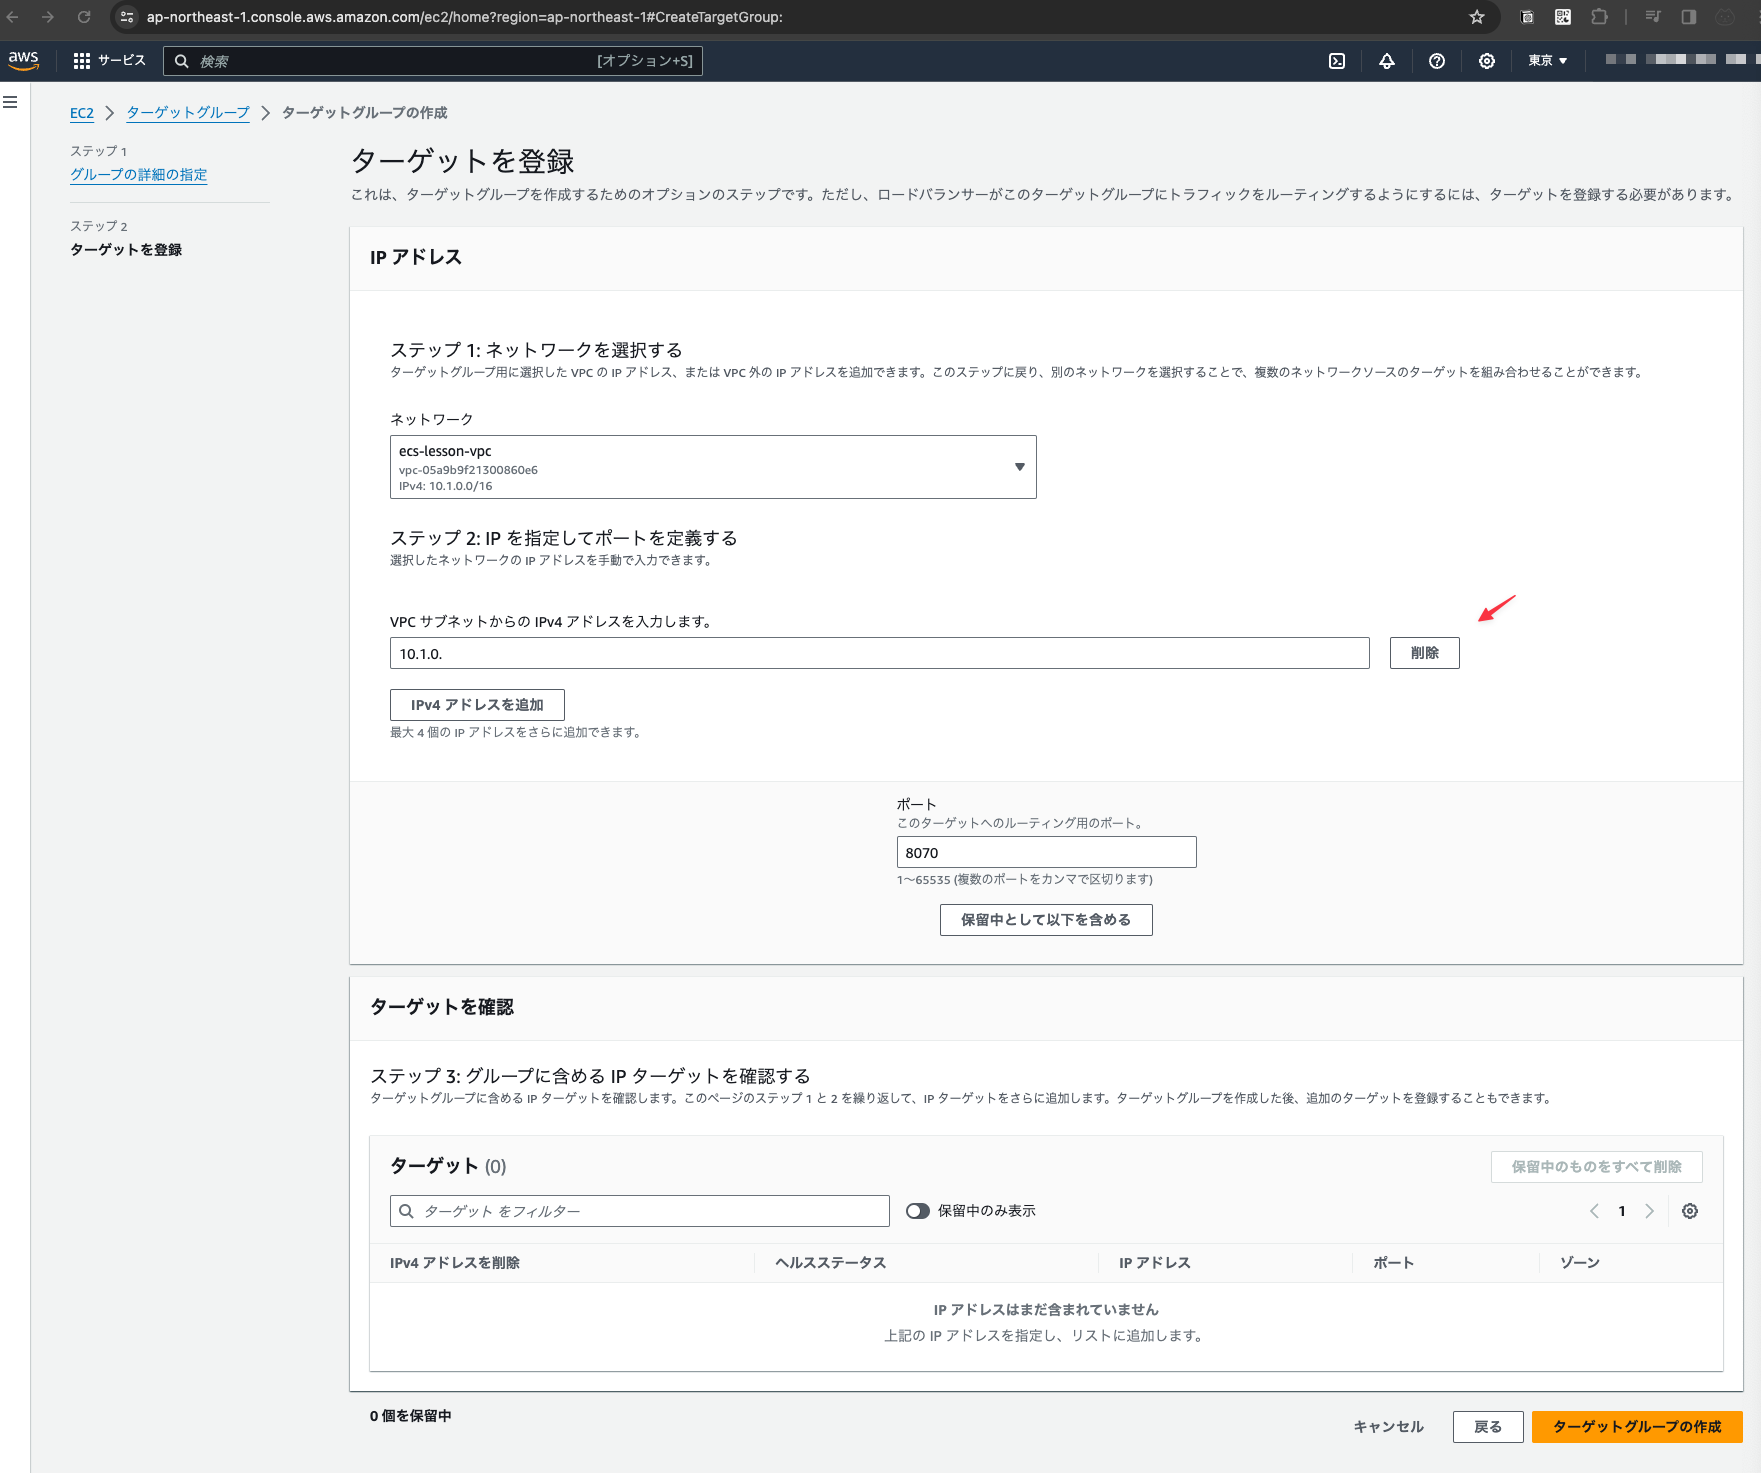 ap-northeast-1.console.aws.amazon.com/ec2/home?region=ap-northeast-1#CreateTargetGroup:
aws
サービス
検索
[オプション+S]
東京
EC2
ターゲットグループ
ターゲットグループの作成
ステップ 1
グループの詳細の指定
ステップ 2
ターゲットを登録
ターゲットを登録
これは、ターゲットグループを作成するためのオプションのステップです。ただし、ロードバランサーがこのターゲットグループにトラフィックをルーティングするようにするには、ターゲットを登録する必要があります。
IP アドレス
ステップ 1: ネットワークを選択する
ターゲットグループ用に選択した VPC の IP アドレス、または VPC 外の IP アドレスを追加できます。このステップに戻り、別のネットワークを選択することで、複数のネットワークソースのターゲットを組み合わせることができます。
ネットワーク
ecs-lesson-vpc
vpc-05a9b9f21300860e6
IPv4: 10.1.0.0/16
ステップ 2: IP を指定してポートを定義する
選択したネットワークの IP アドレスを手動で入力できます。
VPC サブネットからの IPv4 アドレスを入力します。
10.1.0.
削除
IPv4 アドレスを追加
最大 4 個の IP アドレスをさらに追加できます。
ポート
このターゲットへのルーティング用のポート。
8070
1～65535 (複数のポートをカンマで区切ります)
保留中として以下を含める
ターゲットを確認
ステップ 3: グループに含める IP ターゲットを確認する
ターゲットグループに含める IP ターゲットを確認します。このページのステップ 1 と 2 を繰り返して、IP ターゲットをさらに追加します。ターゲットグループを作成した後、追加のターゲットを登録することもできます。
ターゲット (0)
保留中のものをすべて削除
ターゲット をフィルター
保留中のみ表示
1
IPv4 アドレスを削除
ヘルスステータス
IP アドレス
ポート
ゾーン
IP アドレスはまだ含まれていません
上記の IP アドレスを指定し、リストに追加します。
0 個を保留中
キャンセル
戻る
ターゲットグループの作成